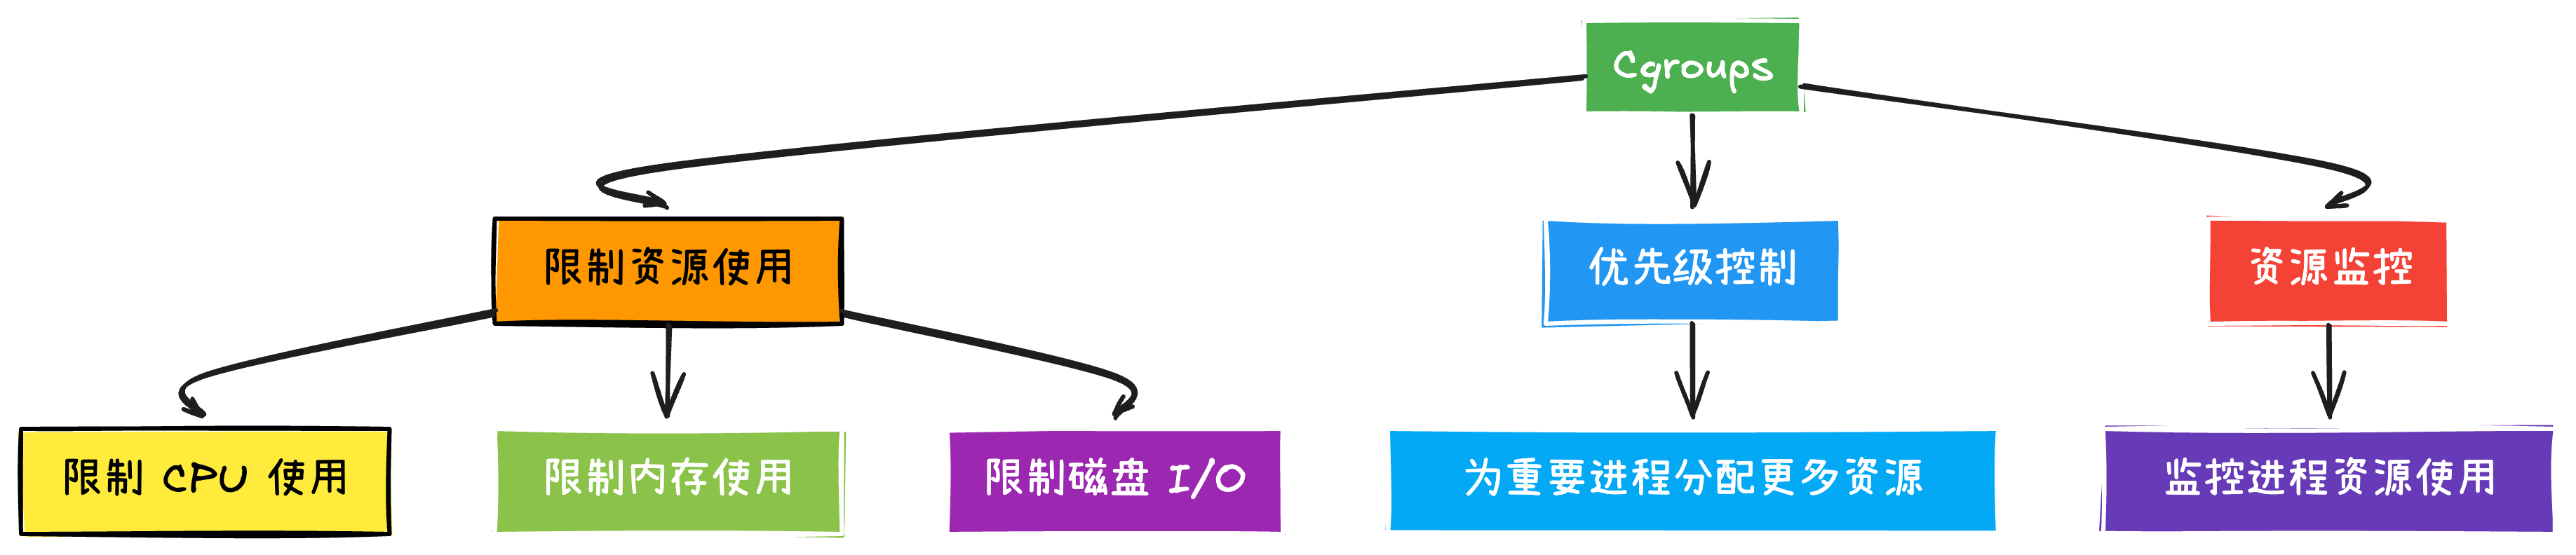 Cgroups
限制资源使用
优先级控制
资源监控
限制 CPU 使用
限制内存使用
限制磁盘 I/O
为重要进程分配更多资源
监控进程资源使用